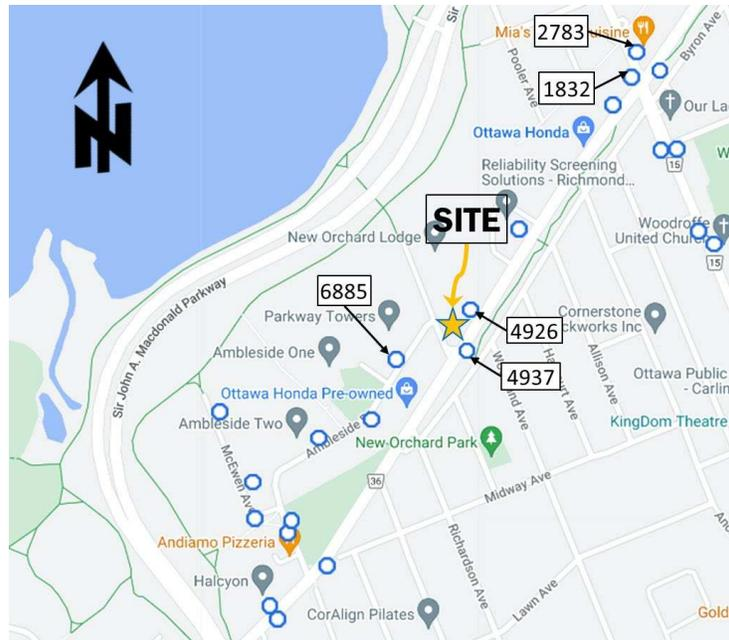 Sir
2783
Mia's
uisine
Byron Ave
Pooler Ave
1832
Our La
Ottawa Honda
15
Reliability Screening
Solutions - Richmond...
W
N
SITE
New Orchard Lodge
Woodroffe
United Church
15
6885
Parkway Towers
4926
Cornerstone
ckworks Inc
Ambleside One
4937
Allison Ave
Ottawa Public
- Carlin
Sir John A. Macdonald Parkway
Ottawa Honda Pre-owned
Ambleside Two
Ambleside
New Orchard Park
KingDom Theatre
McEwen Ave
36
Midway Ave
Andiamo Pizzeria
Richardson Ave
Halcyon
CorAlign Pilates
Lawn Ave
Gold